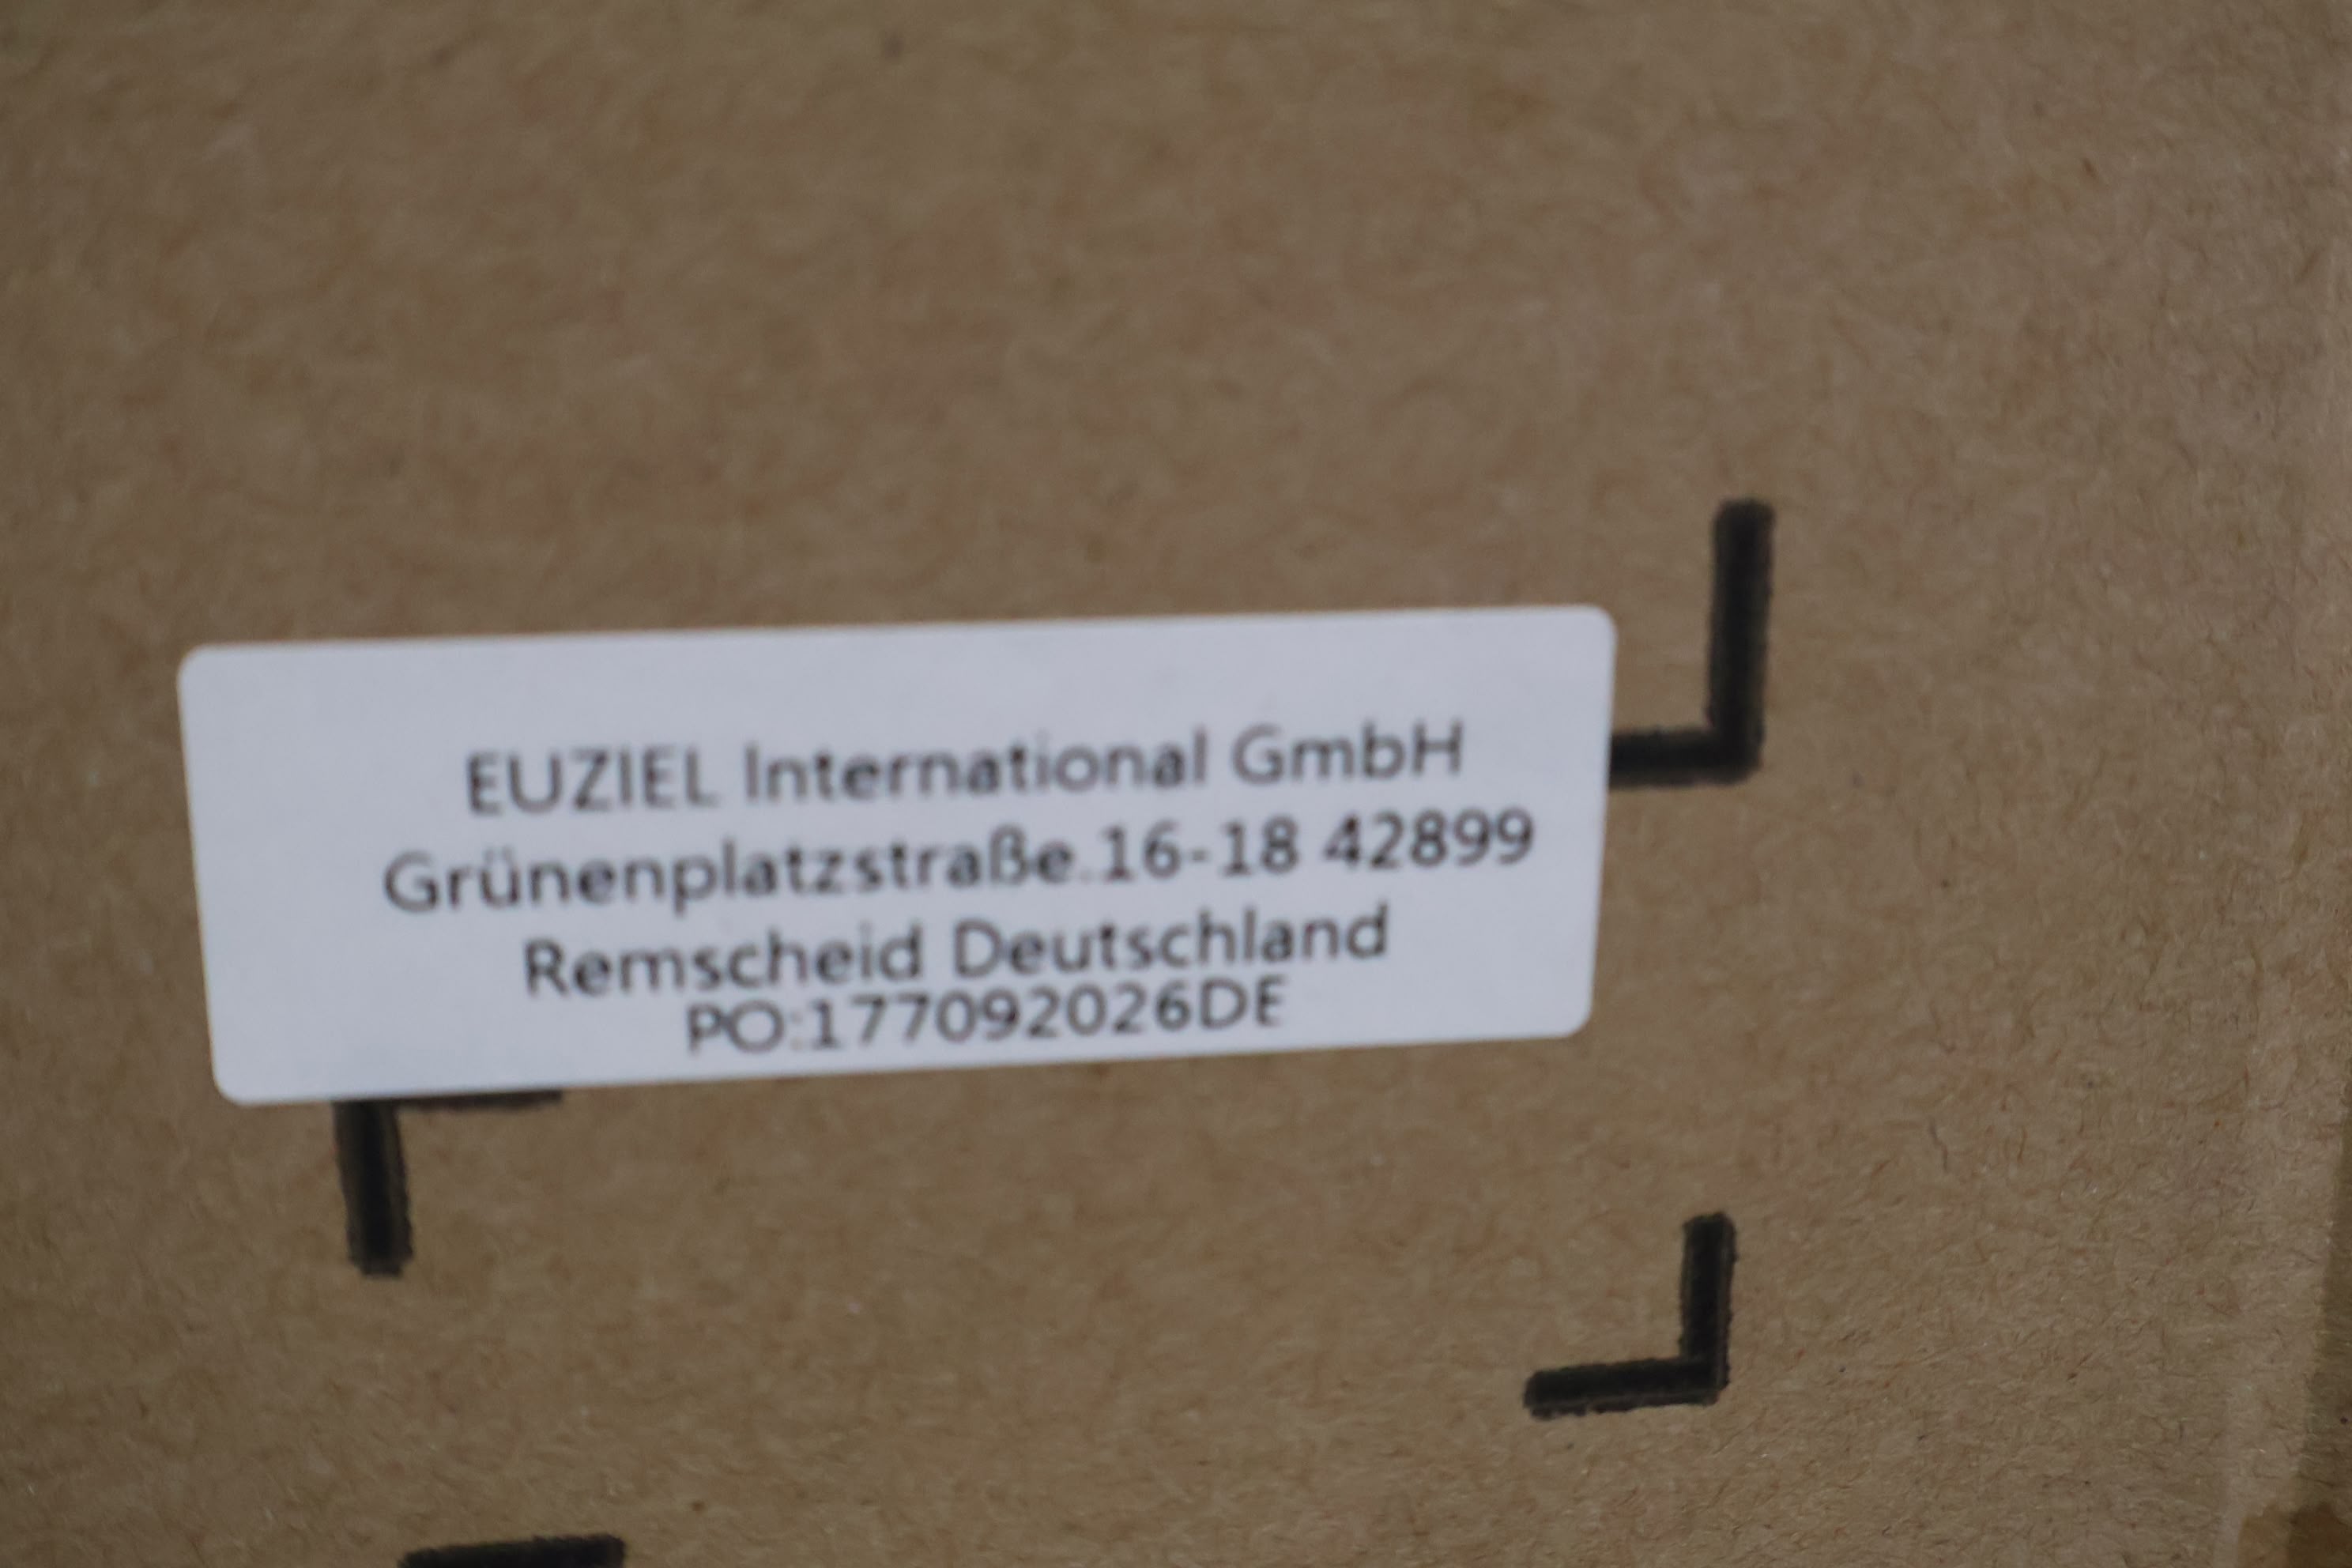 EUZIEL International GmbH
Grünenplatzstraße.16-18 42899
Remscheid Deutschland
PO:177092026DE